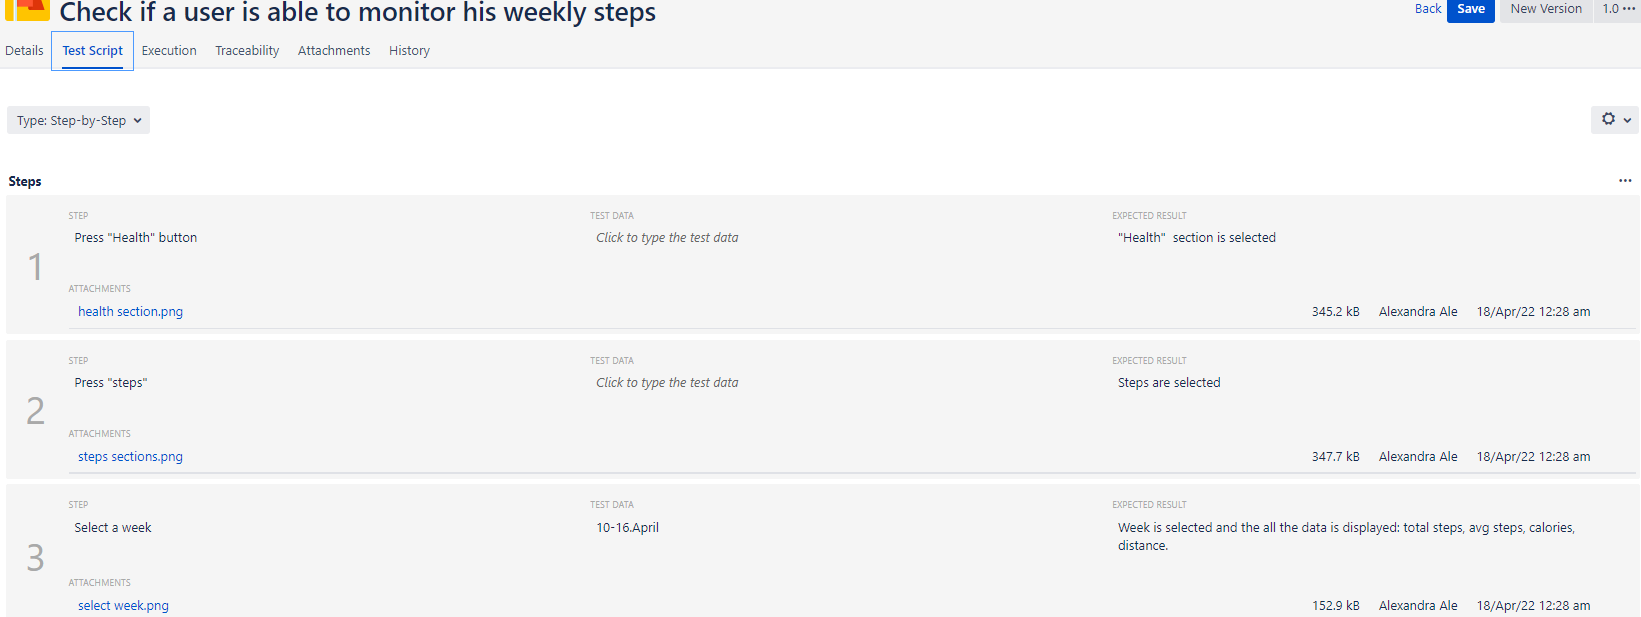 Check if a user is able to monitor his weekly steps
Back Save New Version 1.0 •••
Details Test Script Execution Traceability Attachments History
Type: Step-by-Step
Steps
STEP TEST DATA EXPECTED RESULT
1 Press "Health" button Click to type the test data "Health"  section is selected
ATTACHMENTS
health section.png 345.2 kB Alexandra Ale 18/Apr/22 12:28 am
STEP TEST DATA EXPECTED RESULT
2 Press "steps" Click to type the test data Steps are selected
ATTACHMENTS
steps sections.png 347.7 kB Alexandra Ale 18/Apr/22 12:28 am
STEP TEST DATA EXPECTED RESULT
3 Select a week 10-16.April Week is selected and the all the data is displayed: total steps, avg steps, calories,
distance.
ATTACHMENTS
select week.png 152.9 kB Alexandra Ale 18/Apr/22 12:28 am